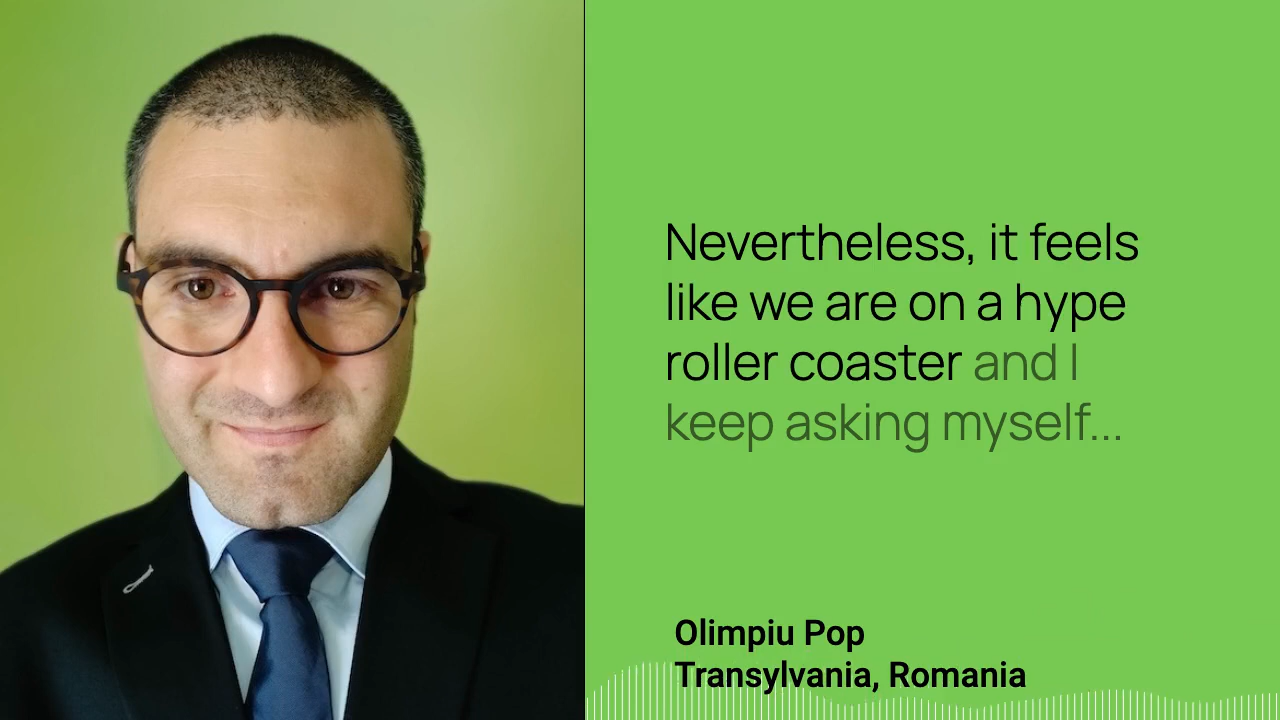 Nevertheless, it feels
like we are on a hype
roller coaster and I
keep asking myself...
Olimpiu Pop
Transylvania, Romania